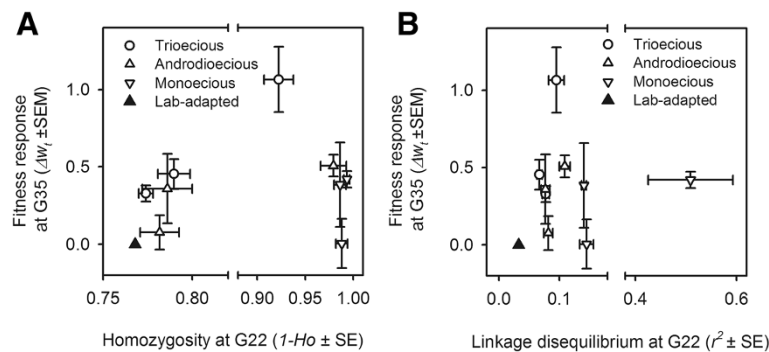 A
Trioecious
Androdioecious
Monoecious
Lab-adapted
Fitness response
at G35 (Δwₜ ±SEM)
1.0
0.5
0.0
0.75
0.80
0.90
0.95
1.00
Homozygosity at G22 (1-Ho ± SE)
B
Trioecious
Androdioecious
Monoecious
Lab-adapted
Fitness response
at G35 (Δwₜ ±SEM)
1.0
0.5
0.0
0.0
0.1
0.4
0.6
Linkage disequilibrium at G22 (r² ± SE)